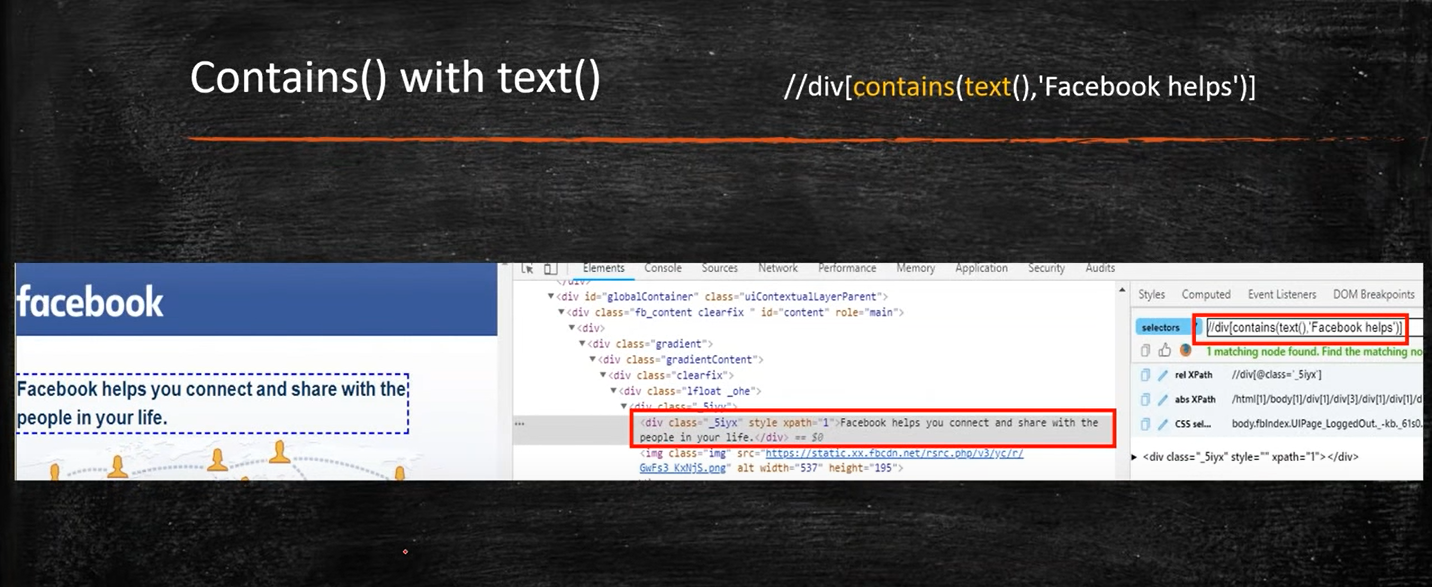 Contains() with text()
//div[contains(text(),'Facebook helps')]
facebook
Facebook helps you connect and share with the
people in your life.
Elements Console Sources Network Performance Memory Application Security Audits
</div>
▼<div id="globalContainer" class="uiContextualLayerParent">
▼<div class="fb_content clearfix " id="content" role="main">
▼<div>
▼<div class="gradient">
▼<div class="gradientContent">
▼<div class="clearfix">
▼<div class="lfloat _ohe">
▼<div class="_5iyy">
<div class="_5iyx" style xpath="1">Facebook helps you connect and share with the
people in your life.</div> == $0
<img class="img" src="https://static.xx.fbcdn.net/rsrc.php/v3/yc/r/
GwFs3_KxNjS.png" alt width="537" height="195">
Styles Computed Event Listeners DOM Breakpoints
selectors //div[contains(text(),'Facebook helps')]
1 matching node found. Find the matching no
rel XPath //div[@class='_5iyx']
abs XPath /html[1]/body[1]/div[1]/div[3]/div[1]/div[1]/d
CSS sel... body.fbIndex.UIPage_LoggedOut._-kb._61s0.
<div class="_5iyx" style="" xpath="1"></div>